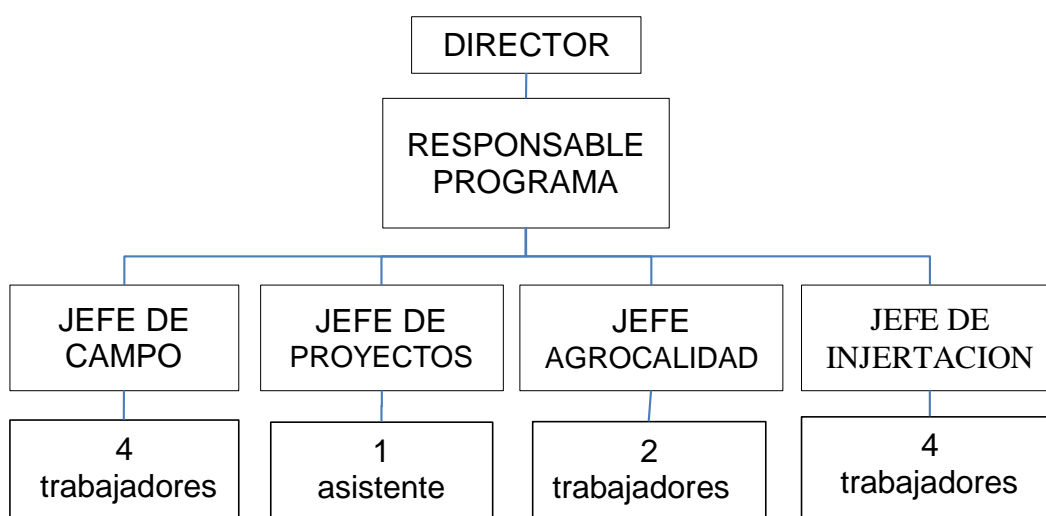 DIRECTOR
RESPONSABLE
PROGRAMA
JEFE DE
CAMPO
JEFE DE
PROYECTOS
JEFE
AGROCALIDAD
JEFE DE
INJERTACION
4
trabajadores
1
asistente
2
trabajadores
4
trabajadores